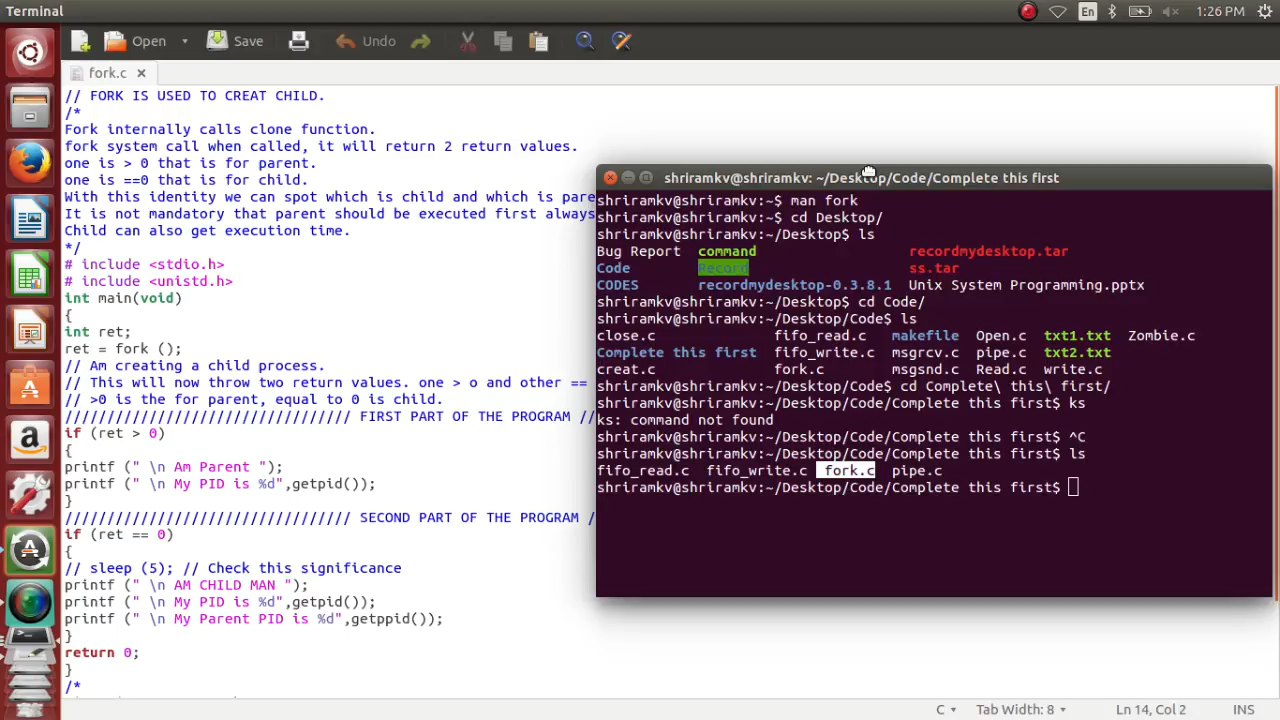 Terminal
En
1:26 PM
Open
Save
Undo
fork.c
// FORK IS USED TO CREAT CHILD.
/*
Fork internally calls clone function.
fork system call when called, it will return 2 return values.
one is > 0 that is for parent.
one is ==0 that is for child.
With this identity we can spot which is child and which is pare
It is not mandatory that parent should be executed first always
Child can also get execution time.
*/
# include <stdio.h>
# include <unistd.h>
int main(void)
{
int ret;
ret = fork ();
// Am creating a child process.
// This will now throw two return values. one > o and other ==
// >0 is the for parent, equal to 0 is child.
////////////////////////////////// FIRST PART OF THE PROGRAM //
if (ret > 0)
{
printf (" \n Am Parent ");
printf (" \n My PID is %d",getpid());
}
////////////////////////////////// SECOND PART OF THE PROGRAM /
if (ret == 0)
{
// sleep (5); // Check this significance
printf (" \n AM CHILD MAN ");
printf (" \n My PID is %d",getpid());
printf (" \n My Parent PID is %d",getppid());
}
return 0;
}
/*
shriramkv@shriramkv: ~/Desktop/Code/Complete this first
shriramkv@shriramkv:~$ man fork
shriramkv@shriramkv:~$ cd Desktop/
shriramkv@shriramkv:~/Desktop$ ls
Bug Report command recordmydesktop.tar
Code Record ss.tar
CODES recordmydesktop-0.3.8.1 Unix System Programming.pptx
shriramkv@shriramkv:~/Desktop$ cd Code/
shriramkv@shriramkv:~/Desktop/Code$ ls
close.c fifo_read.c makefile Open.c txt1.txt Zombie.c
Complete this first fifo_write.c msgrcv.c pipe.c txt2.txt
creat.c fork.c msgsnd.c Read.c write.c
shriramkv@shriramkv:~/Desktop/Code$ cd Complete\ this\ first/
shriramkv@shriramkv:~/Desktop/Code/Complete this first$ ks
ks: command not found
shriramkv@shriramkv:~/Desktop/Code/Complete this first$ ^C
shriramkv@shriramkv:~/Desktop/Code/Complete this first$ ls
fifo_read.c fifo_write.c fork.c pipe.c
shriramkv@shriramkv:~/Desktop/Code/Complete this first$
C
Tab Width: 8
Ln 14, Col 2
INS